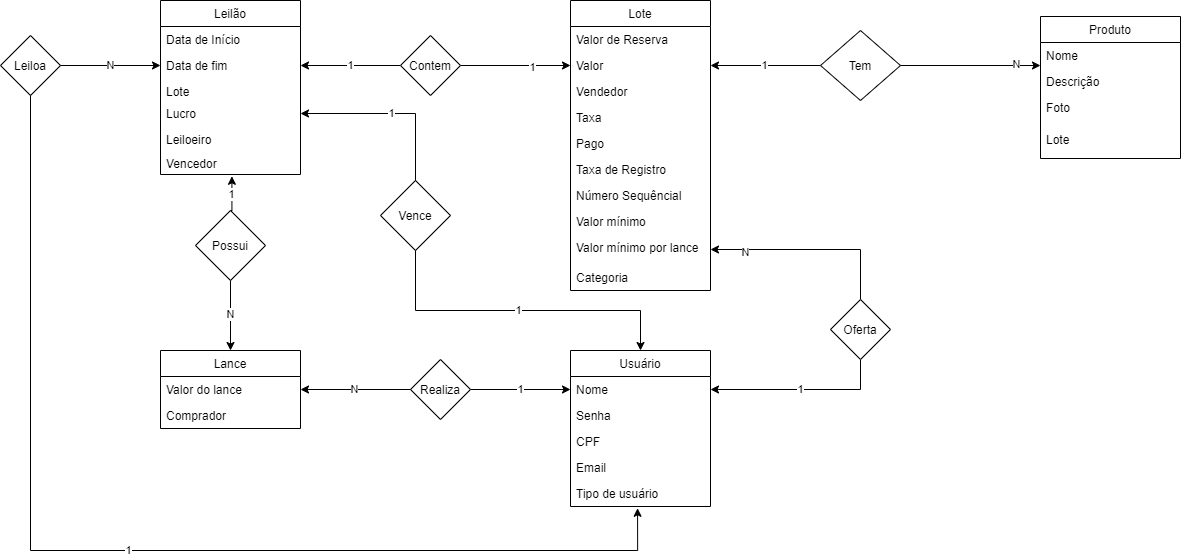 Leilão
Data de Início
Data de fim
Lote
Lucro
Leiloeiro
Vencedor
Leiloa
N
1
Contem
1
Lote
Valor de Reserva
Valor
Vendedor
Taxa
Pago
Taxa de Registro
Número Sequêncial
Valor mínimo
Valor mínimo por lance
Categoria
1
Tem
N
Produto
Nome
Descrição
Foto
Lote
1
Vence
1
1
Possui
N
N
Oferta
1
Lance
Valor do lance
Comprador
N
Realiza
1
Usuário
Nome
Senha
CPF
Email
Tipo de usuário
1